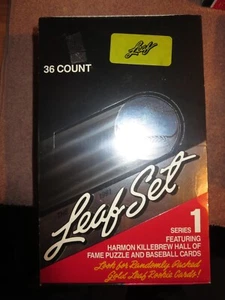 Leaf
36 COUNT
Leaf Set
SERIES 1
FEATURING
HARMON KILLEBREW HALL OF
FAME PUZZLE AND BASEBALL CARDS
Look for Randomly Packed
Gold Leaf Rookie Cards!